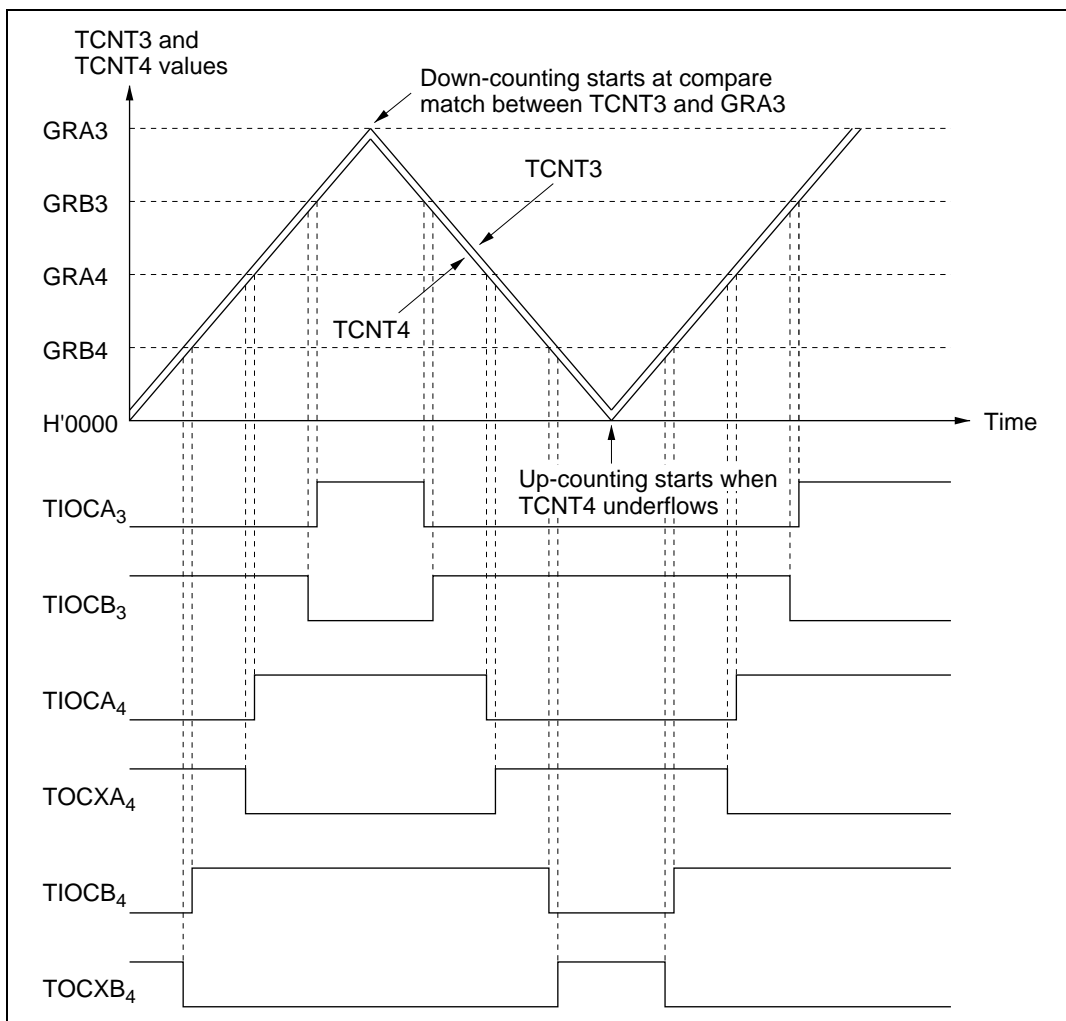 TCNT3 and
TCNT4 values
Down-counting starts at compare
match between TCNT3 and GRA3
GRA3
TCNT3
GRB3
GRA4
TCNT4
GRB4
H'0000
Time
Up-counting starts when
TCNT4 underflows
TIOCA3
TIOCB3
TIOCA4
TOCXA4
TIOCB4
TOCXB4